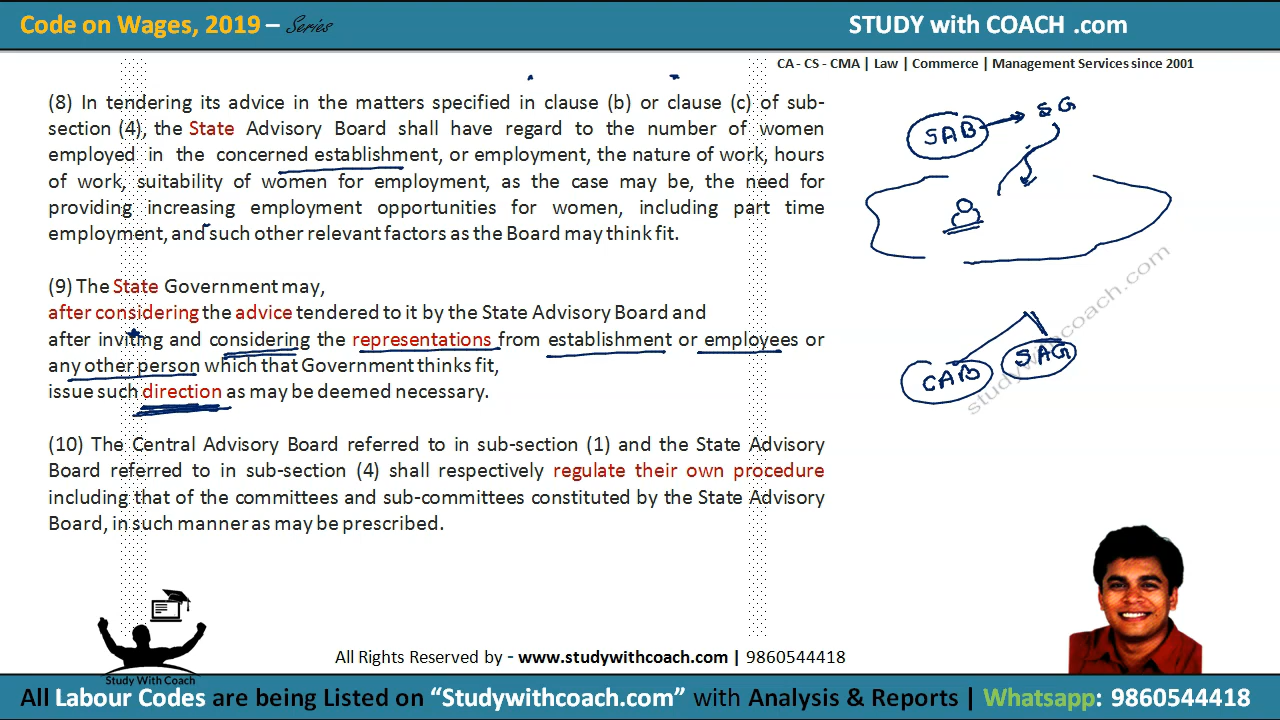 Code on Wages, 2019 – Series
STUDY with COACH .com
CA - CS - CMA | Law | Commerce | Management Services since 2001
(8) In tendering its advice in the matters specified in clause (b) or clause (c) of sub-
section (4), the State Advisory Board shall have regard to the number of women
employed in the concerned establishment, or employment, the nature of work, hours
of work, suitability of women for employment, as the case may be, the need for
providing increasing employment opportunities for women, including part time
employment, and such other relevant factors as the Board may think fit.
(9) The State Government may,
after considering the advice tendered to it by the State Advisory Board and
after inviting and considering the representations from establishment or employees or
any other person which that Government thinks fit,
issue such direction as may be deemed necessary.
(10) The Central Advisory Board referred to in sub-section (1) and the State Advisory
Board referred to in sub-section (4) shall respectively regulate their own procedure
including that of the committees and sub-committees constituted by the State Advisory
Board, in such manner as may be prescribed.
SAB
SG
CAB
SAG
studywithcoach.com
Study With Coach
All Rights Reserved by - www.studywithcoach.com | 9860544418
All Labour Codes are being Listed on “Studywithcoach.com” with Analysis & Reports | Whatsapp: 9860544418